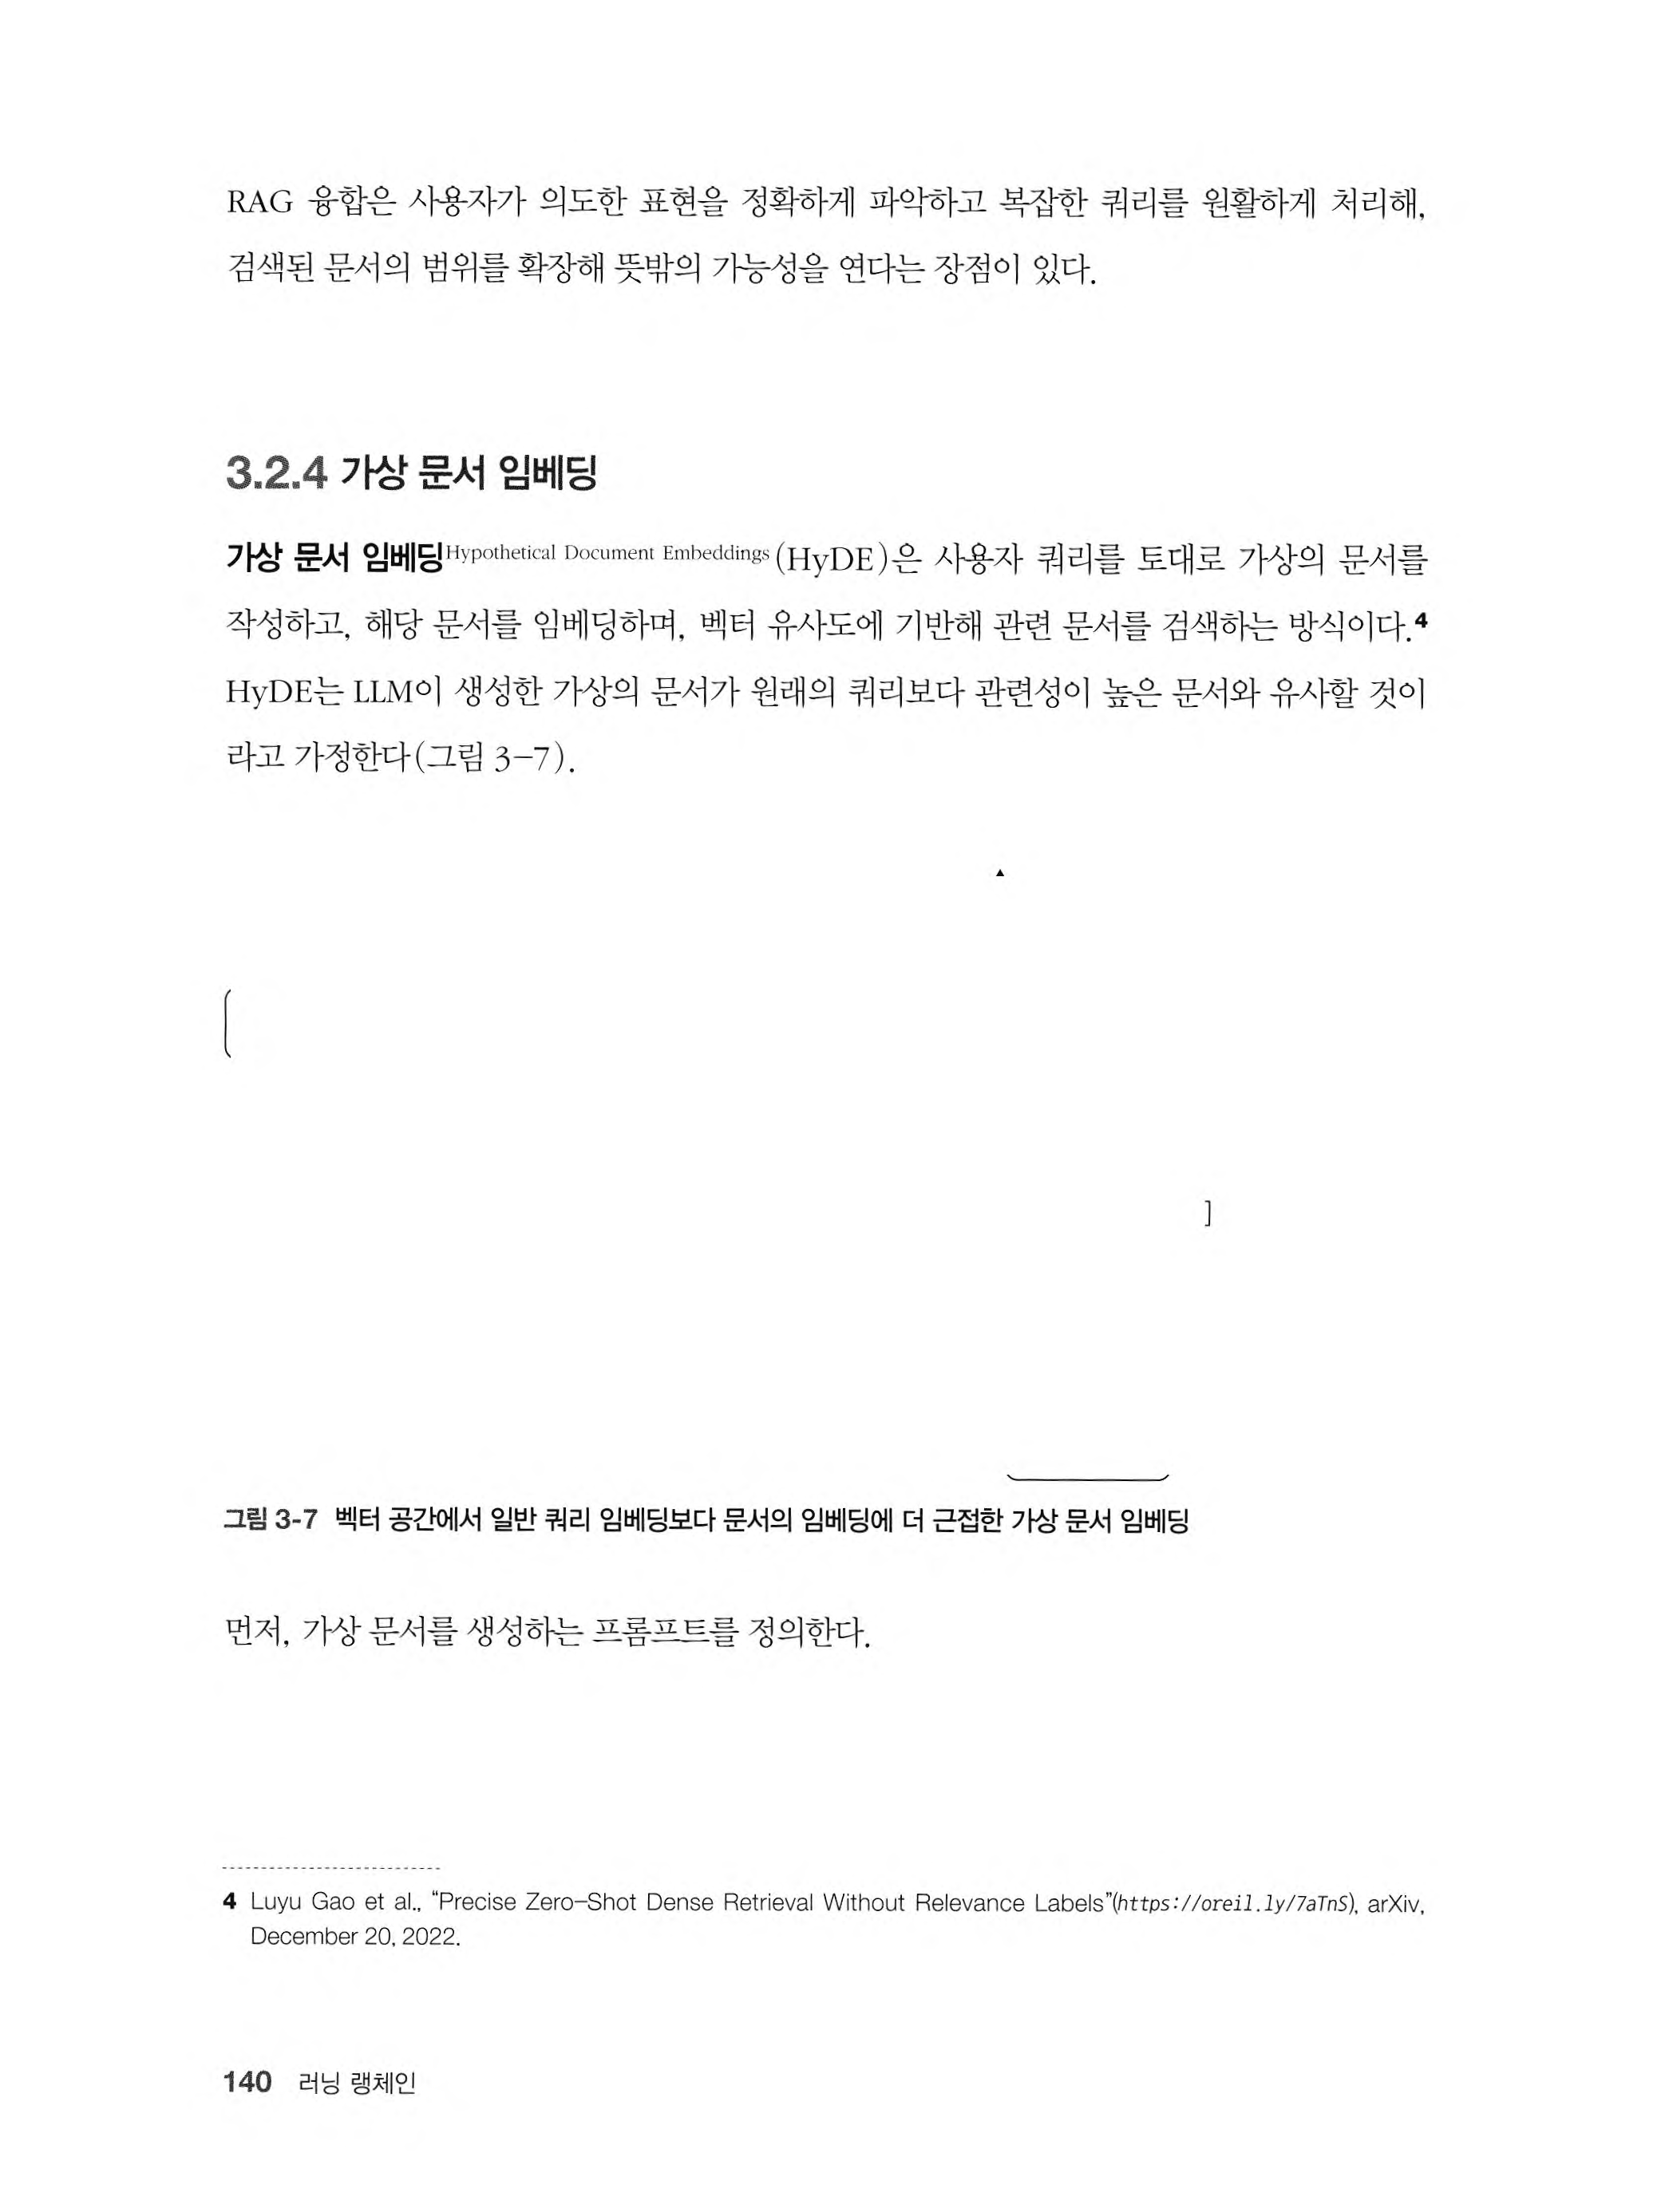 RAG 융합은 사용자가 의도한 표현을 정확하게 파악하고 복잡한 쿼리를 원활하게 처리해,
검색된 문서의 범위를 확장해 뜻밖의 가능성을 연다는 장점이 있다.
3.2.4 가상 문서 임베딩
가상 문서 임베딩Hypothetical Document Embeddings(HyDE)은 사용자 쿼리를 토대로 가상의 문서를
작성하고, 해당 문서를 임베딩하며, 벡터 유사도에 기반해 관련 문서를 검색하는 방식이다.4
HyDE는 LLM이 생성한 가상의 문서가 원래의 쿼리보다 관련성이 높은 문서와 유사할 것이
라고 가정한다(그림 3-7).
그림 3-7 벡터 공간에서 일반 쿼리 임베딩보다 문서의 임베딩에 더 근접한 가상 문서 임베딩
먼저, 가상 문서를 생성하는 프롬프트를 정의한다.
4 Luyu Gao et al., “Precise Zero-Shot Dense Retrieval Without Relevance Labels”(https://oreil.ly/7aTnS), arXiv,
December 20, 2022.
140 러닝 랭체인